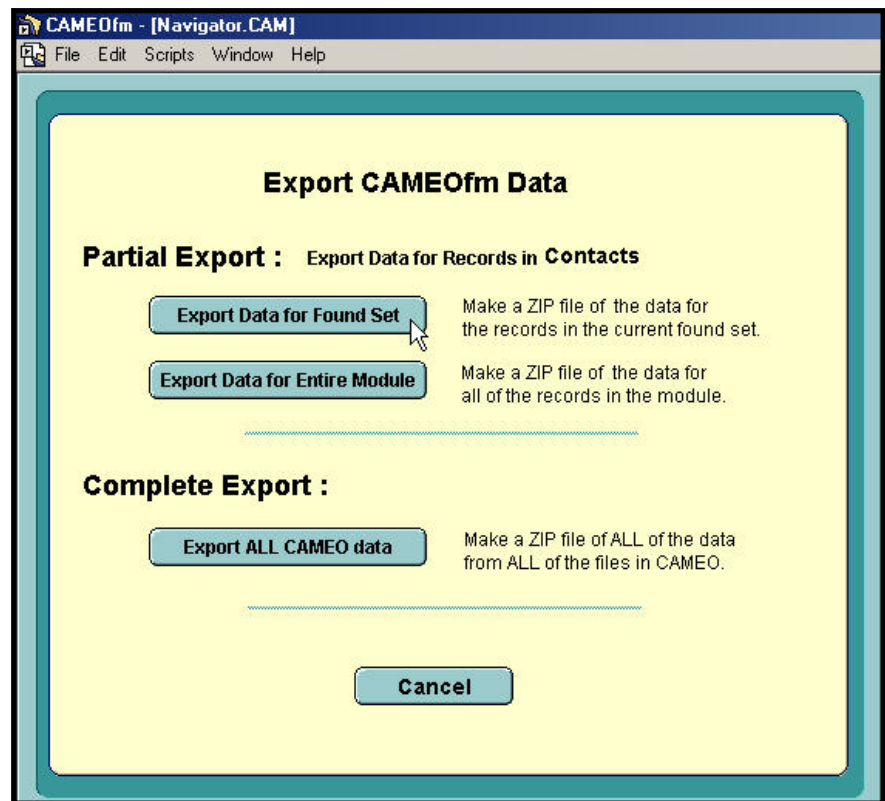 CAMEOfm - [Navigator.CAM]
File Edit Scripts Window Help
Export CAMEOfm Data
Partial Export : Export Data for Records in Contacts
Export Data for Found Set
Make a ZIP file of the data for
the records in the current found set.
Export Data for Entire Module
Make a ZIP file of the data for
all of the records in the module.
Complete Export :
Export ALL CAMEO data
Make a ZIP file of ALL of the data
from ALL of the files in CAMEO.
Cancel